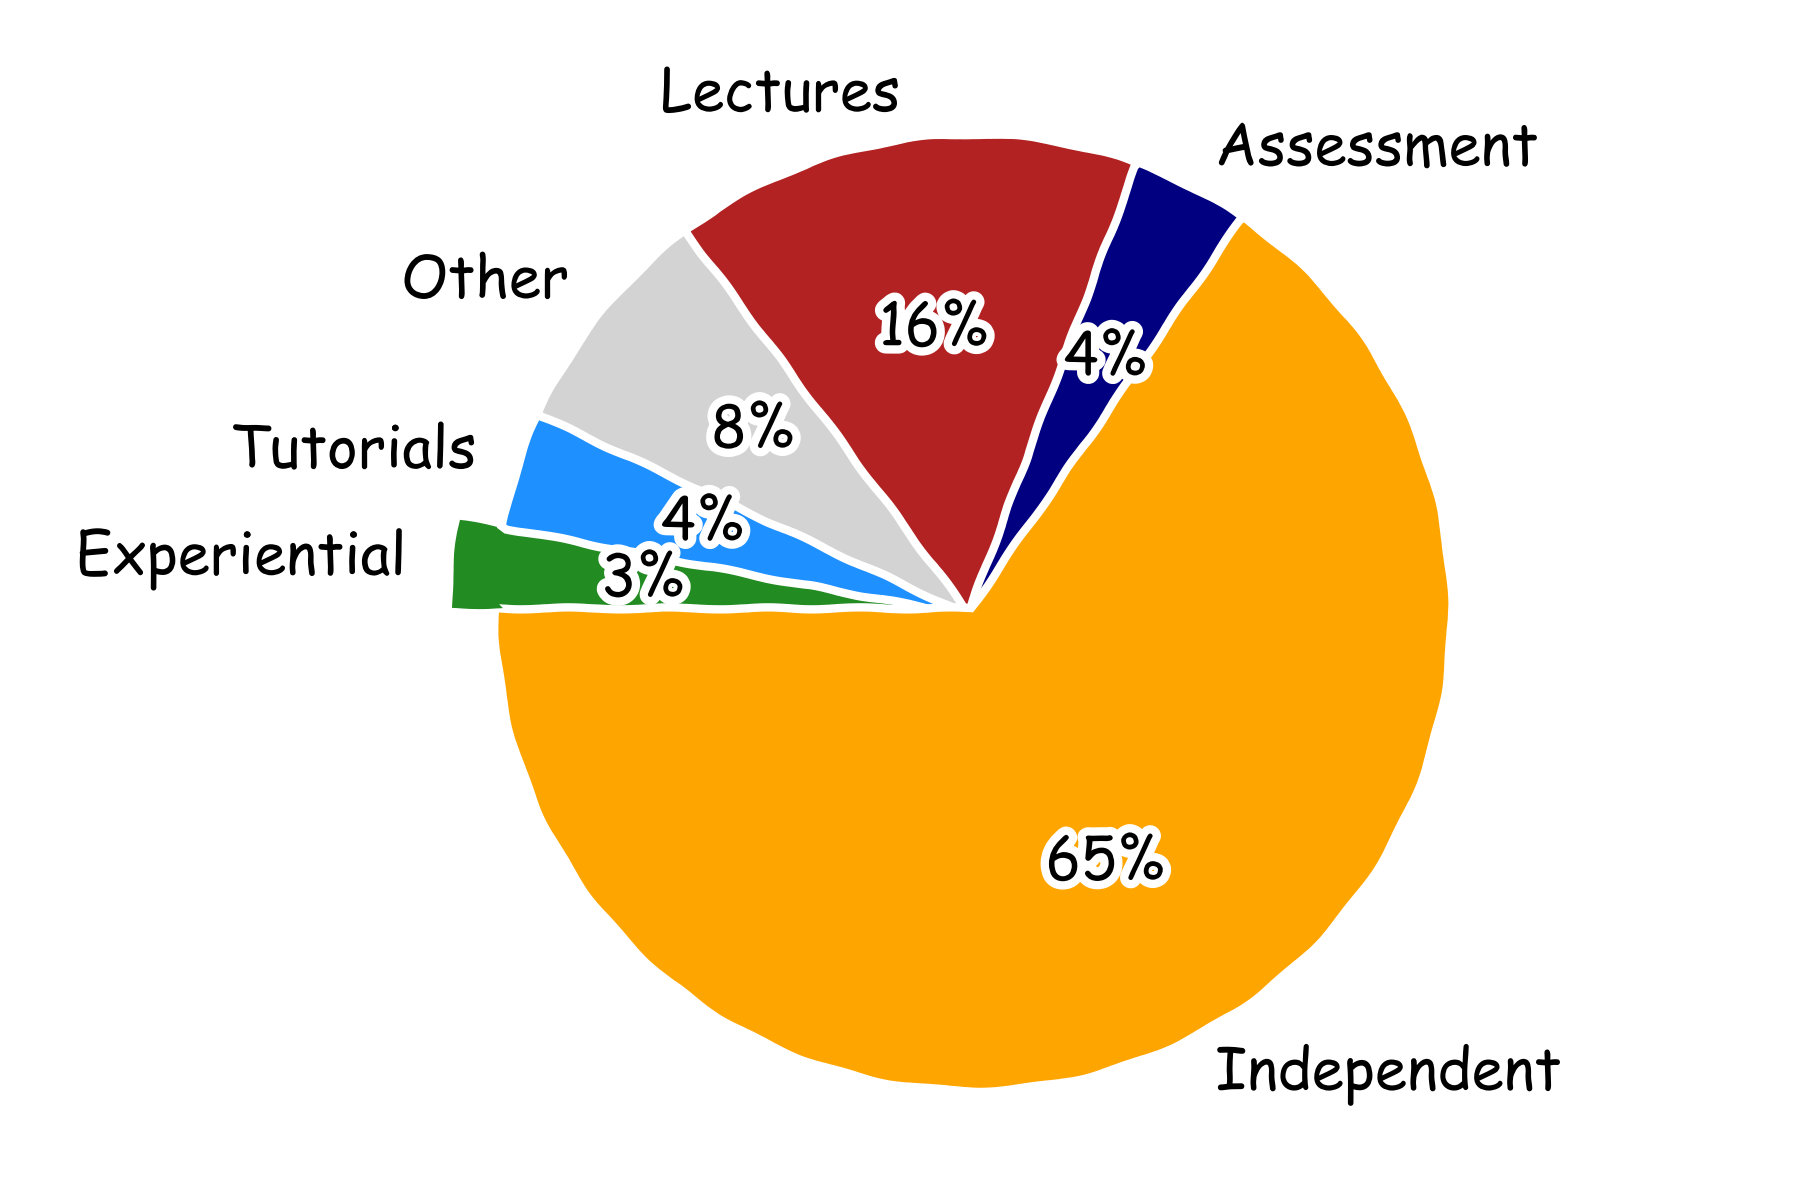 Lectures
Assessment
Other
16%
4%
8%
Tutorials
4%
Experiential
3%
65%
Independent